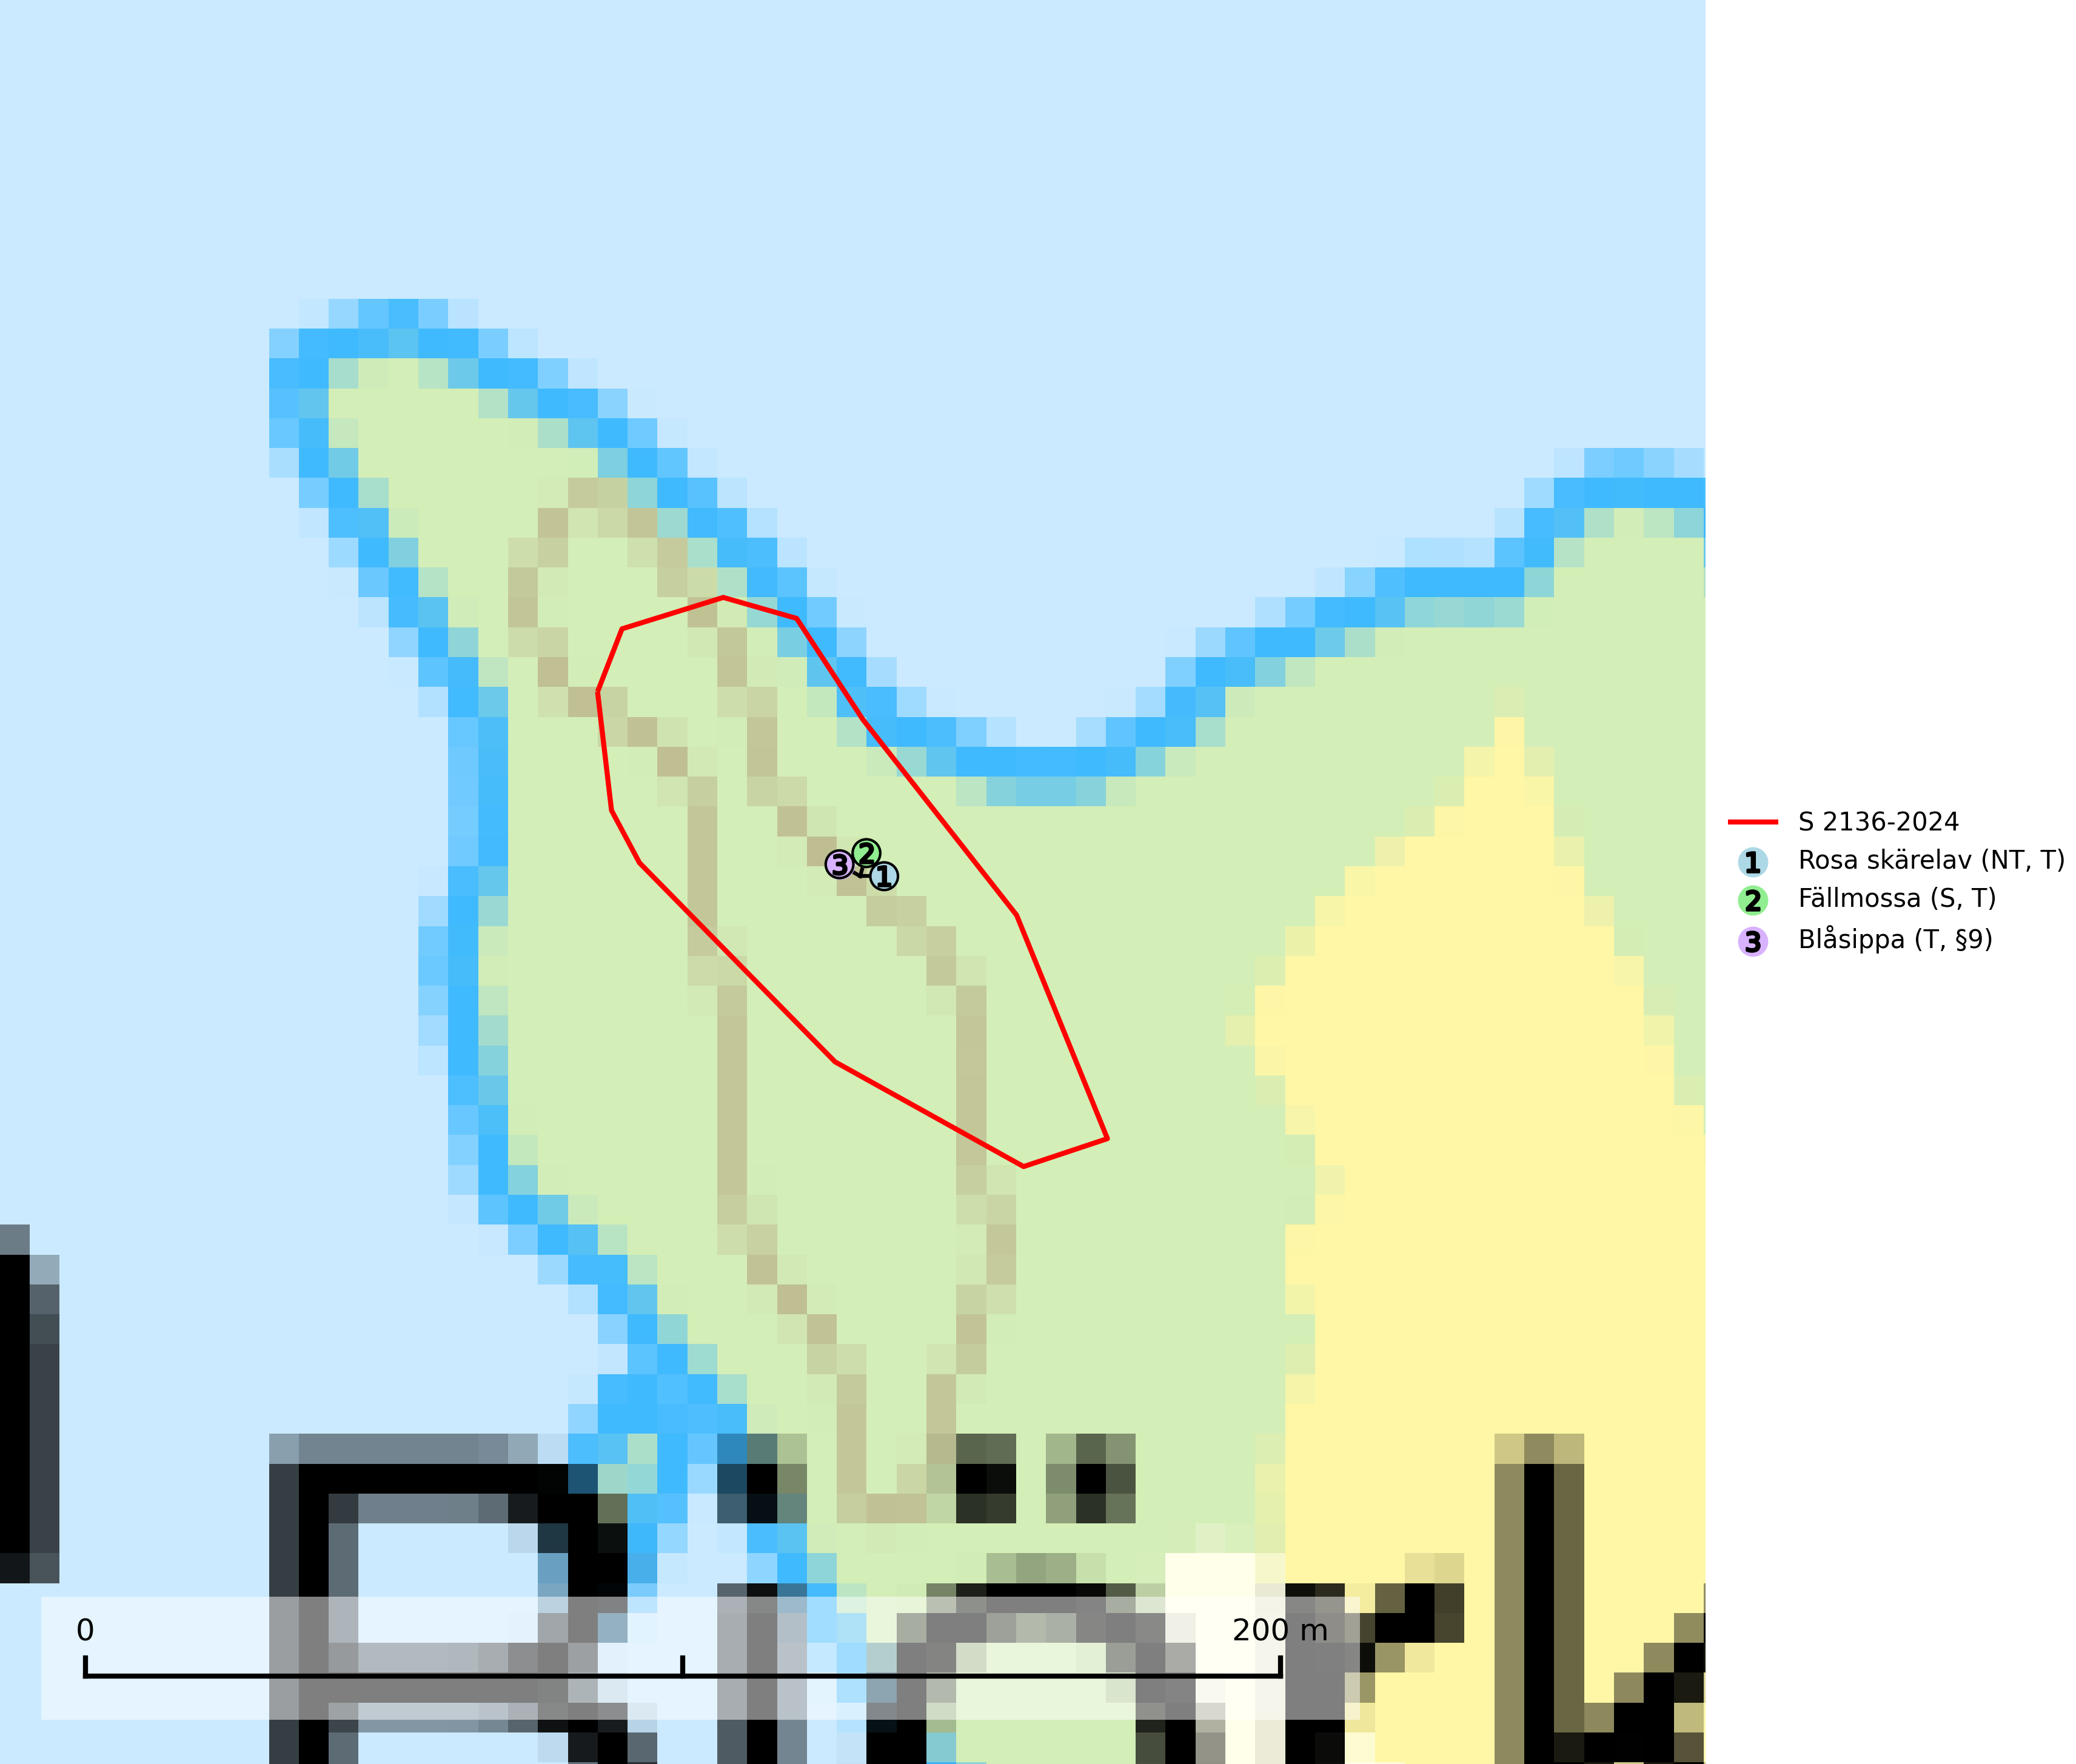 S 2136-2024
1 Rosa skärelav (NT, T)
2 Fällmossa (S, T)
3 Blåsippa (T, §9)
3 2 1
0 200 m